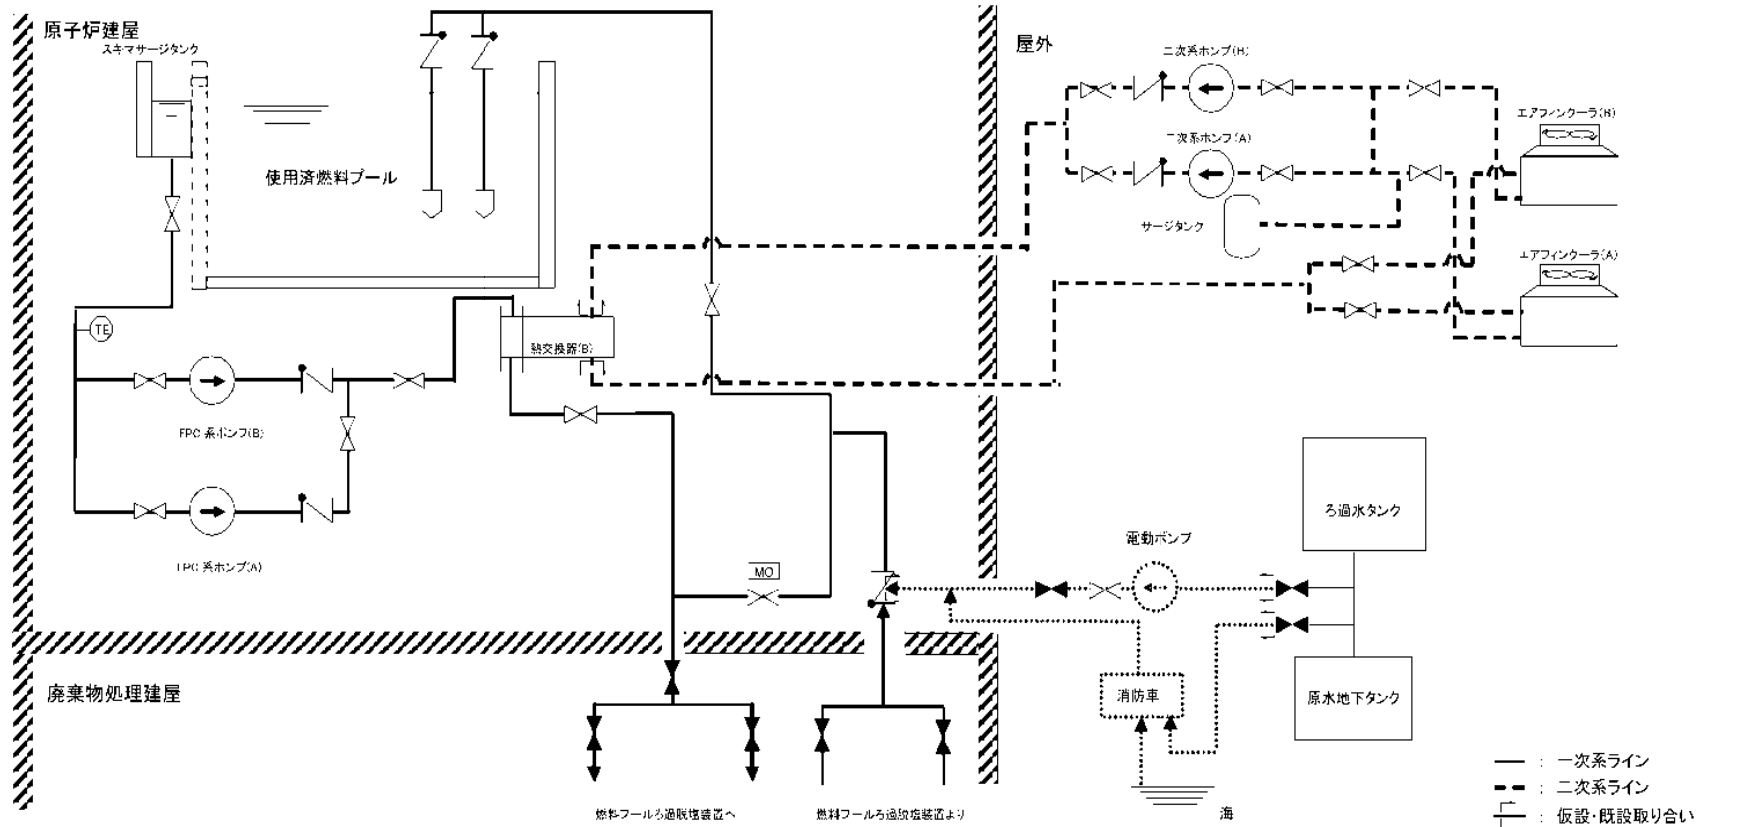 原子炉建屋
スキマサージタンク
使用済燃料プール
TE
FPC 系ポンプ(B)
FPC 系ポンプ(A)
熱交換器(B)
MO
屋外
二次系ポンプ(B)
二次系ポンプ(A)
サージタンク
エアフィンクーラ(B)
エアフィンクーラ(A)
ろ過水タンク
電動ポンプ
消防車
原水地下タンク
海
廃棄物処理建屋
燃料プールろ過脱塩装置へ
燃料プールろ過脱塩装置より
: 一次系ライン
: 二次系ライン
: 仮設・既設取り合い